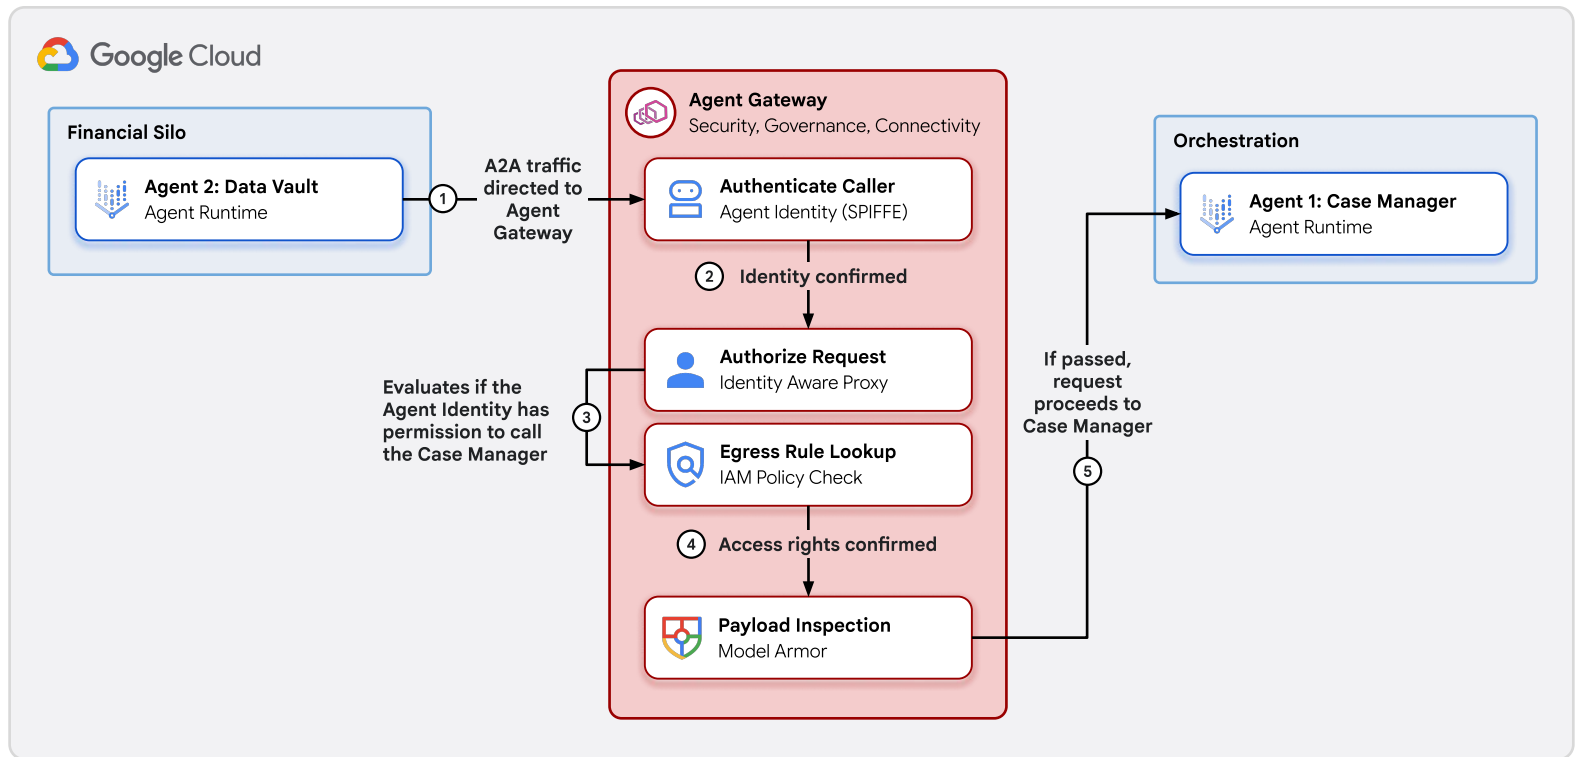 Google Cloud
Financial Silo
Agent 2: Data Vault
Agent Runtime
1
A2A traffic
directed to
Agent
Gateway
Agent Gateway
Security, Governance, Connectivity
Authenticate Caller
Agent Identity (SPIFFE)
2
Identity confirmed
Authorize Request
Identity Aware Proxy
Evaluates if the
Agent Identity has
permission to call
the Case Manager
3
Egress Rule Lookup
IAM Policy Check
4
Access rights confirmed
Payload Inspection
Model Armor
If passed,
request
proceeds to
Case Manager
5
Orchestration
Agent 1: Case Manager
Agent Runtime